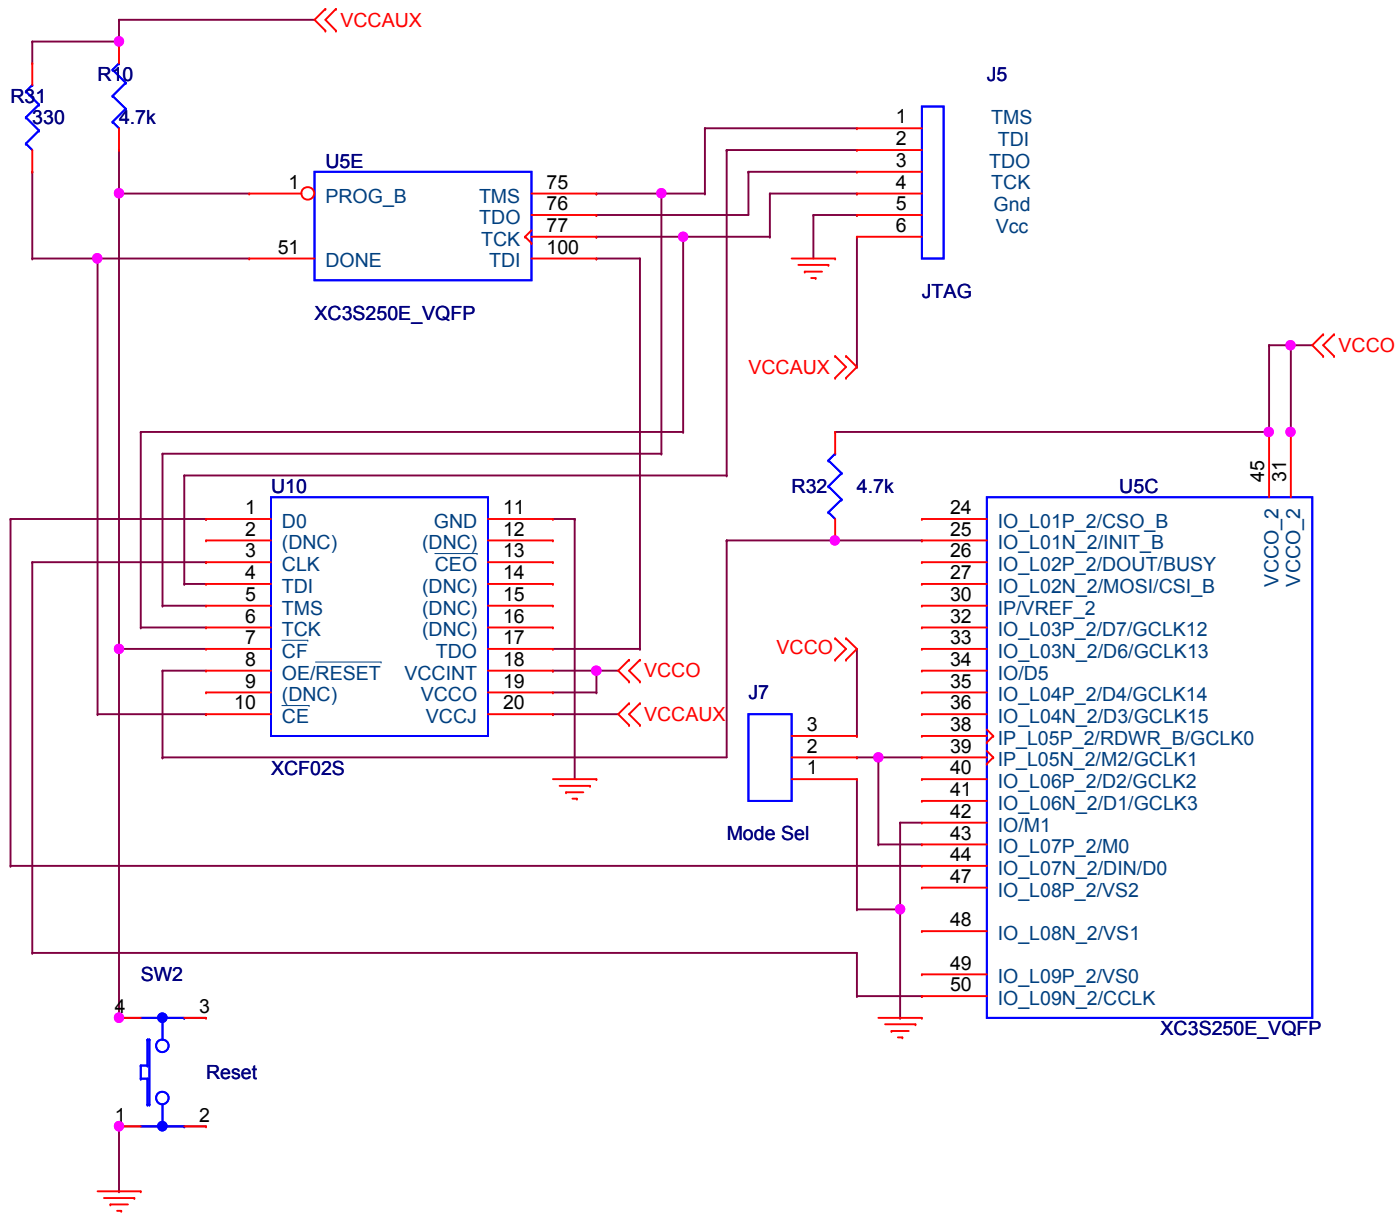 VCCAUX
R10
4.7k
R31
330
U5E
1 PROG_B
51 DONE
TMS 75
TDO 76
TCK 77
TDI 100
XC3S250E_VQFP
J5
1 TMS
2 TDI
3 TDO
4 TCK
5 Gnd
6 Vcc
JTAG
VCCAUX
VCCO
R32 4.7k
U10
1 D0
2 (DNC)
3 CLK
4 TDI
5 TMS
6 TCK
7 CF
8 OE/RESET
9 (DNC)
10 CE
GND 11
(DNC) 12
CEO 13
(DNC) 14
(DNC) 15
(DNC) 16
TDO 17
VCCINT 18
VCCO 19
VCCJ 20
XCF02S
VCCO
VCCAUX
VCCO
J7
3
2
1
Mode Sel
U5C
45 VCCO_2
31 VCCO_2
24 IO_L01P_2/CSO_B
25 IO_L01N_2/INIT_B
26 IO_L02P_2/DOUT/BUSY
27 IO_L02N_2/MOSI/CSI_B
30 IP/VREF_2
32 IO_L03P_2/D7/GCLK12
33 IO_L03N_2/D6/GCLK13
34 IO/D5
35 IO_L04P_2/D4/GCLK14
36 IO_L04N_2/D3/GCLK15
38 IP_L05P_2/RDWR_B/GCLK0
39 IP_L05N_2/M2/GCLK1
40 IO_L06P_2/D2/GCLK2
41 IO_L06N_2/D1/GCLK3
42 IO/M1
43 IO_L07P_2/M0
44 IO_L07N_2/DIN/D0
47 IO_L08P_2/VS2
48 IO_L08N_2/VS1
49 IO_L09P_2/VS0
50 IO_L09N_2/CCLK
XC3S250E_VQFP
SW2
4 3
Reset
1 2